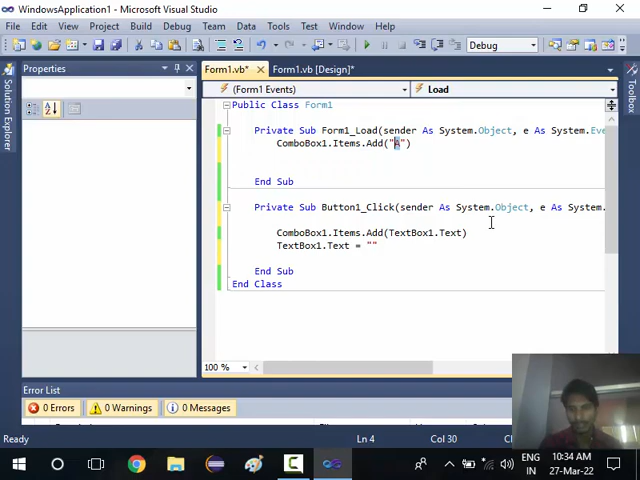 WindowsApplication1 - Microsoft Visual Studio
File Edit View Project Build Debug Team Data Tools Test Window Help
Debug
Solution Explorer
Properties
Form1.vb* Form1.vb [Design]*
Toolbox
(Form1 Events) Load
Public Class Form1
Private Sub Form1_Load(sender As System.Object, e As System.Eve
ComboBox1.Items.Add("A")
End Sub
Private Sub Button1_Click(sender As System.Object, e As System.
ComboBox1.Items.Add(TextBox1.Text)
TextBox1.Text = ""
End Sub
End Class
100 %
Error List
0 Errors 0 Warnings 0 Messages
Ready Ln 4 Col 30
ENG 10:34 AM
IN 27-Mar-22